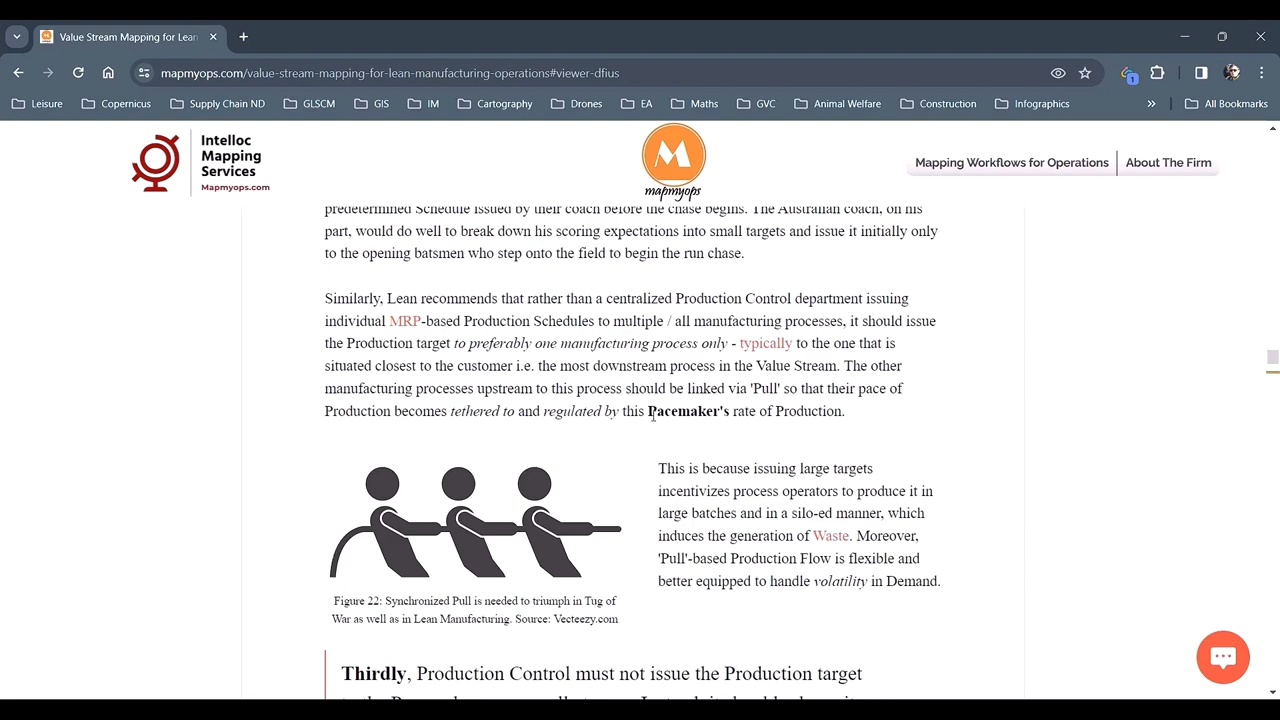 Value Stream Mapping for Lean
mapmyops.com/value-stream-mapping-for-lean-manufacturing-operations#viewer-dfius
1
Leisure
Copernicus
Supply Chain ND
GLSCM
GIS
IM
Cartography
Drones
EA
Maths
GVC
Animal Welfare
Construction
Infographics
All Bookmarks
Intelloc
Mapping
Services
Mapmyops.com
M
mapmyops
Mapping Workflows for Operations
About The Firm
predetermined Schedule issued by their coach before the chase begins. The Australian coach, on his
part, would do well to break down his scoring expectations into small targets and issue it initially only
to the opening batsmen who step onto the field to begin the run chase.
Similarly, Lean recommends that rather than a centralized Production Control department issuing
individual MRP-based Production Schedules to multiple / all manufacturing processes, it should issue
the Production target to preferably one manufacturing process only - typically to the one that is
situated closest to the customer i.e. the most downstream process in the Value Stream. The other
manufacturing processes upstream to this process should be linked via 'Pull' so that their pace of
Production becomes tethered to and regulated by this Pacemaker's rate of Production.
This is because issuing large targets
incentivizes process operators to produce it in
large batches and in a silo-ed manner, which
induces the generation of Waste. Moreover,
'Pull'-based Production Flow is flexible and
better equipped to handle volatility in Demand.
Figure 22: Synchronized Pull is needed to triumph in Tug of
War as well as in Lean Manufacturing. Source: Vecteezy.com
Thirdly, Production Control must not issue the Production target